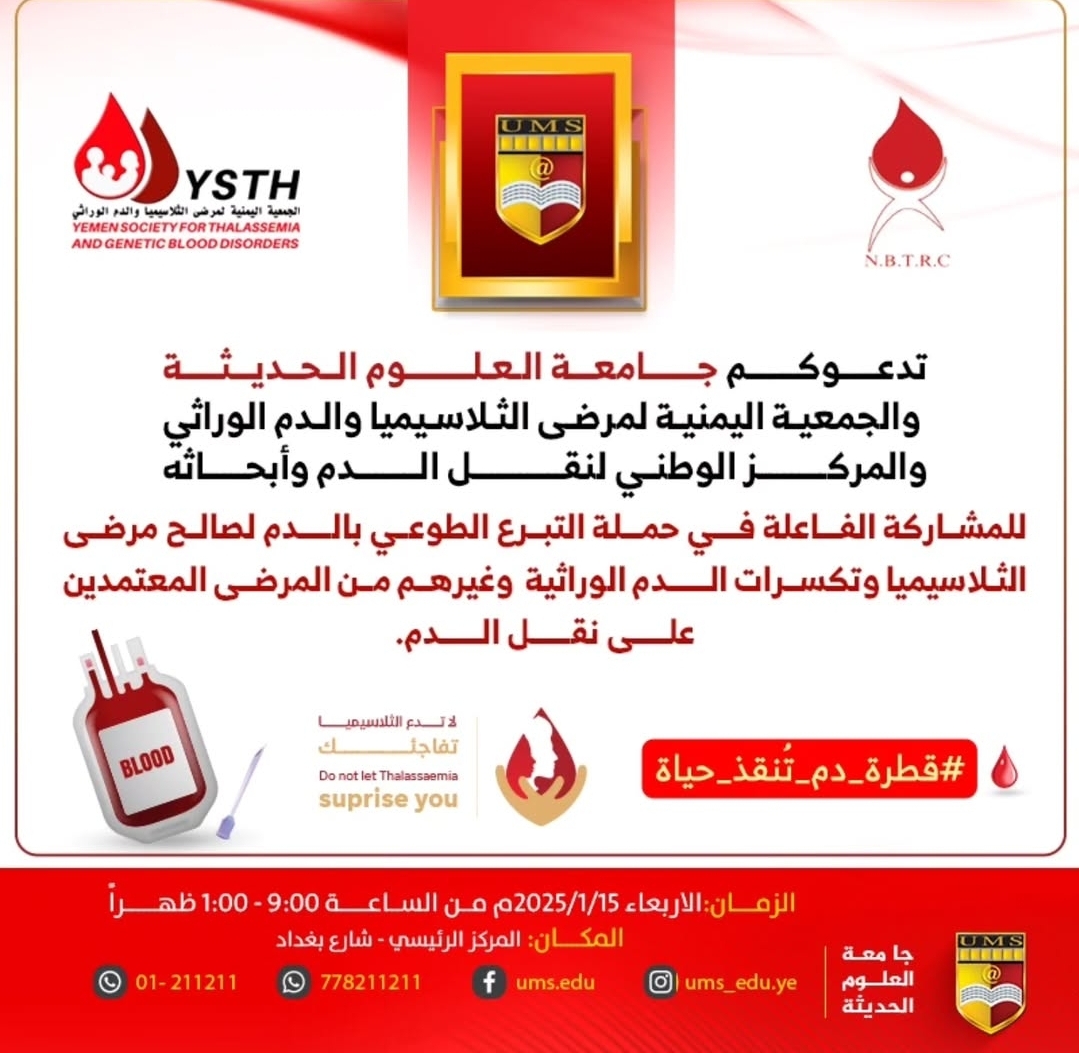 UMS
@
YSTH
الجمعية اليمنية لمرضى الثلاسيميا والدم الوراثي
YEMEN SOCIETY FOR THALASSEMIA
AND GENETIC BLOOD DISORDERS
N.B.T.R.C
تدعوكم جامعة العلوم الحديثة
والجمعية اليمنية لمرضى الثلاسيميا والدم الوراثي
والمركز الوطني لنقل الدم وأبحاثه
للمشاركة الفاعلة في حملة التبرع الطوعي بالدم لصالح مرضى
الثلاسيميا وتكسرات الدم الوراثية وغيرهم من المرضى المعتمدين
على نقل الدم.
#قطرة_دم_تُنقذ_حياة
لا تدع الثلاسيميا
تفاجئك
Do not let Thalassaemia
suprise you
BLOOD
الزمان:الاربعاء 2025/1/15م من الساعة 9:00 - 1:00 ظهراً
المكان: المركز الرئيسي - شارع بغداد
01- 211211
778211211
ums.edu
ums_edu.ye
جامعة
العلوم
الحديثة
UMS
@